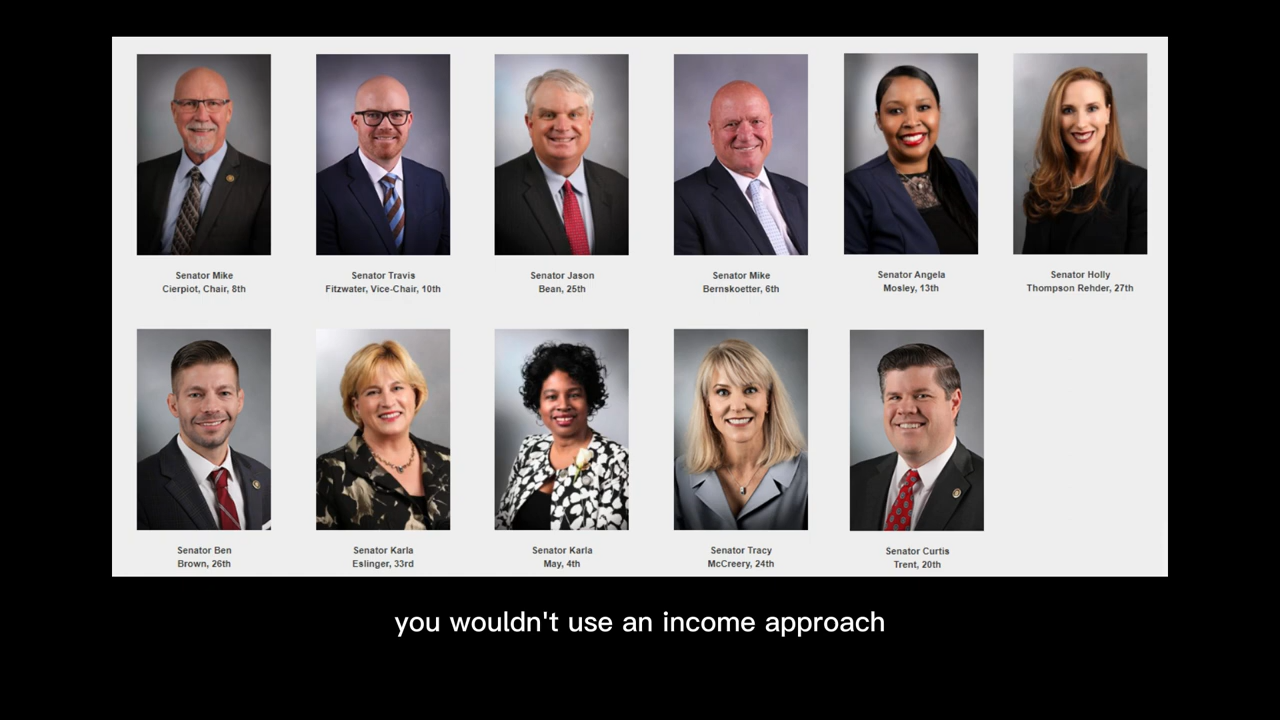 Senator Mike
Cierpiot, Chair, 8th
Senator Travis
Fitzwater, Vice-Chair, 10th
Senator Jason
Bean, 25th
Senator Mike
Bernskoetter, 6th
Senator Angela
Mosley, 13th
Senator Holly
Thompson Rehder, 27th
Senator Ben
Brown, 26th
Senator Karla
Eslinger, 33rd
Senator Karla
May, 4th
Senator Tracy
McCreery, 24th
Senator Curtis
Trent, 20th
you wouldn't use an income approach